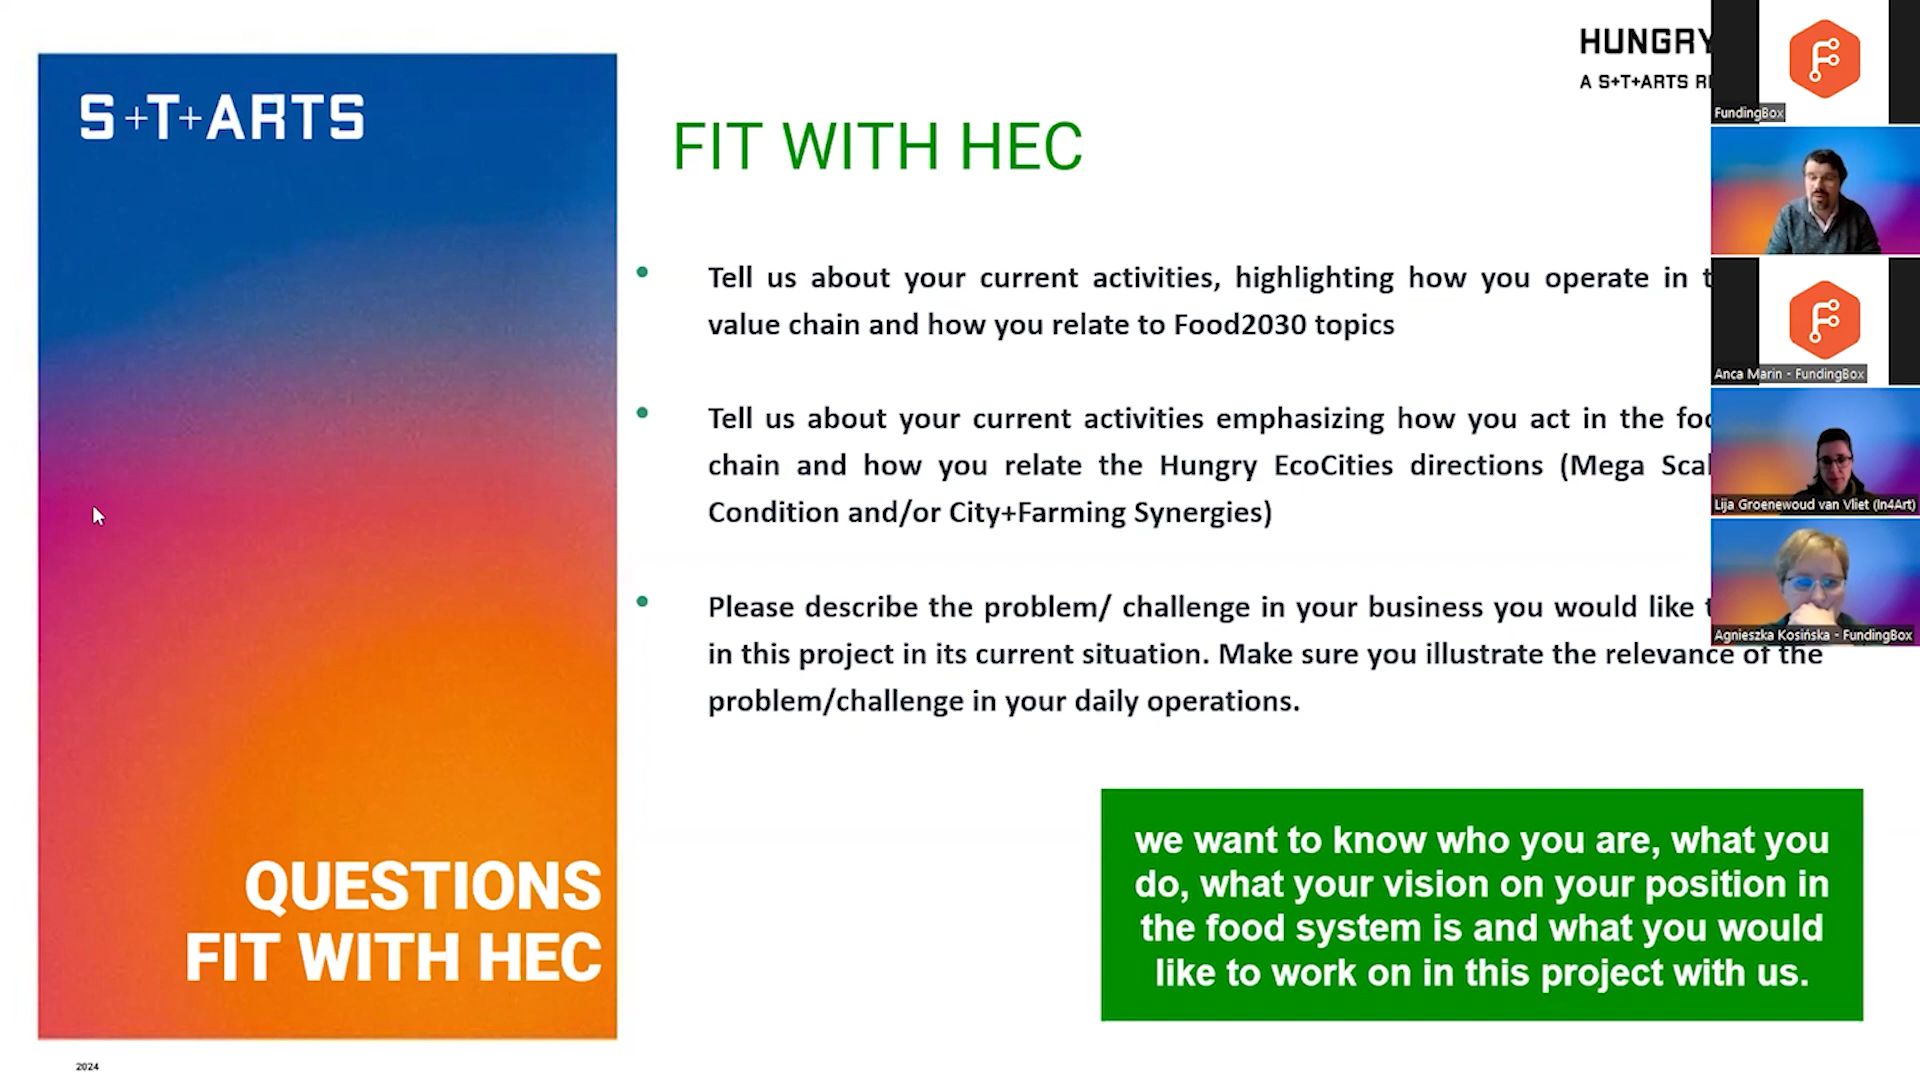 S+T+ARTS
HUNGRY
A S+T+ARTS
FIT WITH HEC
Tell us about your current activities, highlighting how you operate in
value chain and how you relate to Food2030 topics
Tell us about your current activities emphasizing how you act in the
chain and how you relate the Hungry EcoCities directions (Mega
Condition and/or City+Farming Synergies)
Please describe the problem/ challenge in your business you would like
in this project in its current situation. Make sure you illustrate the relevance of the
problem/challenge in your daily operations.
QUESTIONS
FIT WITH HEC
we want to know who you are, what you
do, what your vision on your position in
the food system is and what you would
like to work on in this project with us.
2024
FundingBox
Anca Marin - FundingBox
Lija Groenewoud van Vliet (In4Art)
Agnieszka Kosińska - FundingBox